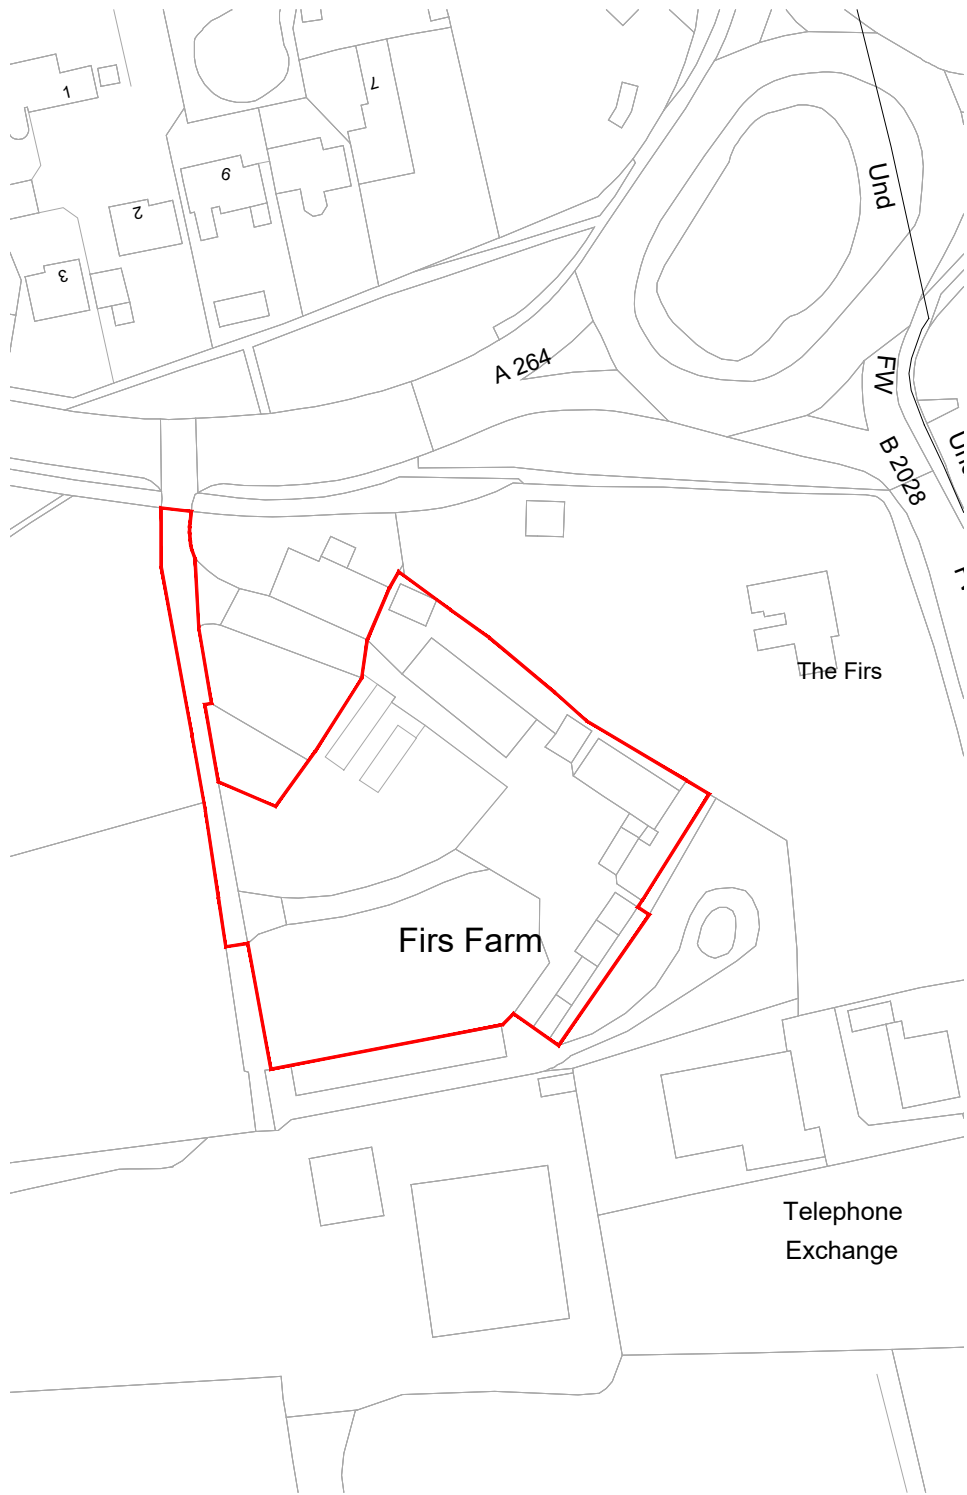 1
7
6
2
3
Und
A 264
FW
B 2028
The Firs
Firs Farm
Telephone
Exchange